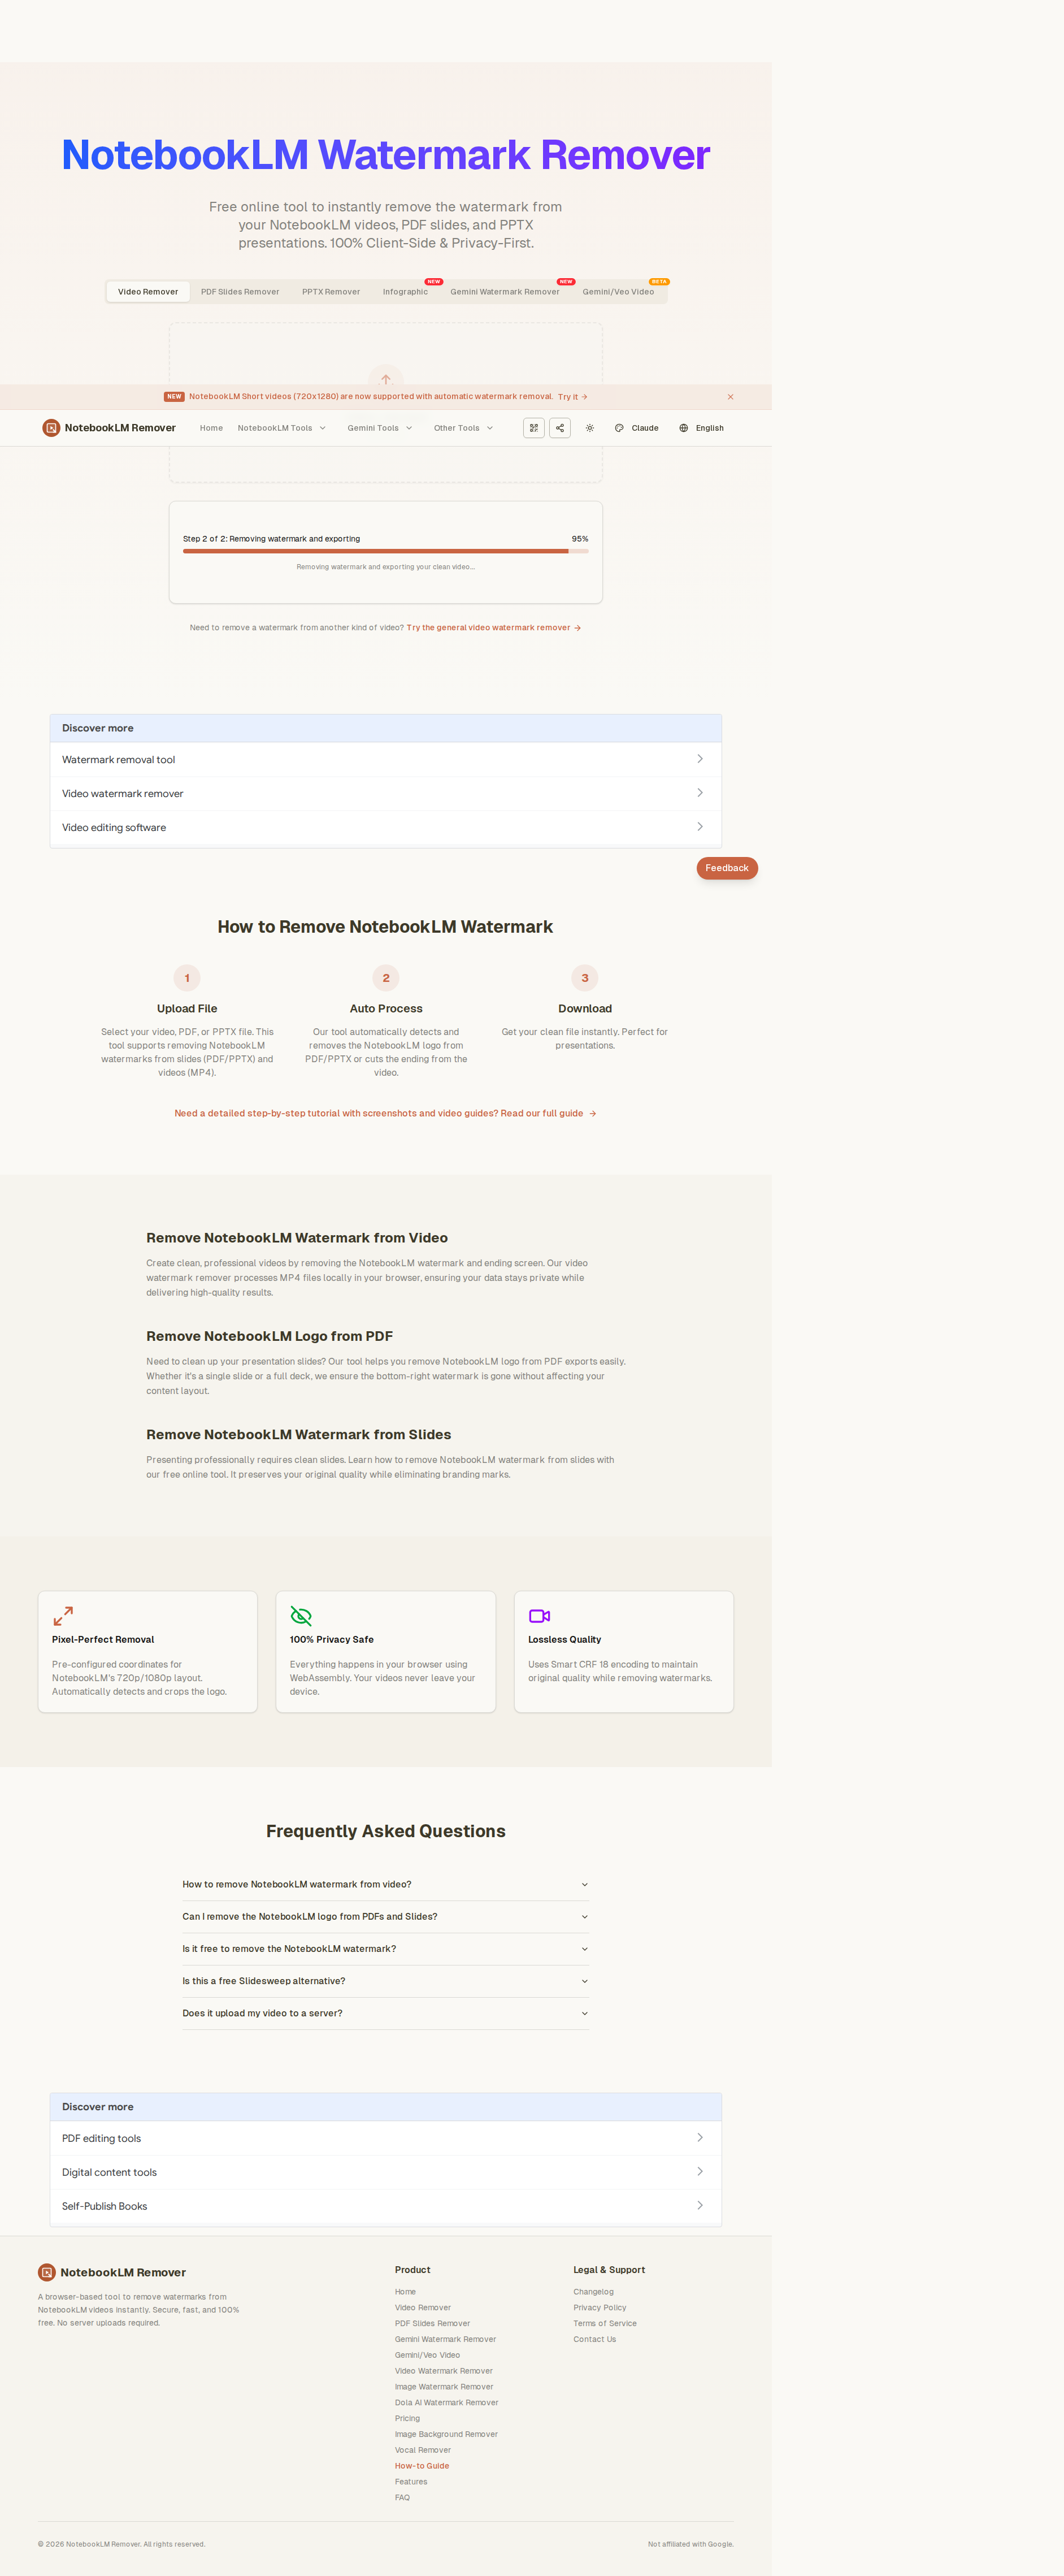 NotebookLM Watermark Remover
Free online tool to instantly remove the watermark from
your NotebookLM videos, PDF slides, and PPTX
presentations. 100% Client-Side & Privacy-First.
Video Remover
PDF Slides Remover
PPTX Remover
Infographic
NEW
Gemini Watermark Remover
NEW
Gemini/Veo Video
BETA
NEW NotebookLM Short videos (720x1280) are now supported with automatic watermark removal. Try it →
NotebookLM Remover
Home
NotebookLM Tools
Gemini Tools
Other Tools
Claude
English
Step 2 of 2: Removing watermark and exporting 95%
Removing watermark and exporting your clean video...
Need to remove a watermark from another kind of video? Try the general video watermark remover →
Discover more
Watermark removal tool
Video watermark remover
Video editing software
Feedback
How to Remove NotebookLM Watermark
1
Upload File
Select your video, PDF, or PPTX file. This
tool supports removing NotebookLM
watermarks from slides (PDF/PPTX) and
videos (MP4).
2
Auto Process
Our tool automatically detects and
removes the NotebookLM logo from
PDF/PPTX or cuts the ending from the
video.
3
Download
Get your clean file instantly. Perfect for
presentations.
Need a detailed step-by-step tutorial with screenshots and video guides? Read our full guide →
Remove NotebookLM Watermark from Video
Create clean, professional videos by removing the NotebookLM watermark and ending screen. Our video
watermark remover processes MP4 files locally in your browser, ensuring your data stays private while
delivering high-quality results.
Remove NotebookLM Logo from PDF
Need to clean up your presentation slides? Our tool helps you remove NotebookLM logo from PDF exports easily.
Whether it's a single slide or a full deck, we ensure the bottom-right watermark is gone without affecting your
content layout.
Remove NotebookLM Watermark from Slides
Presenting professionally requires clean slides. Learn how to remove NotebookLM watermark from slides with
our free online tool. It preserves your original quality while eliminating branding marks.
Pixel-Perfect Removal
Pre-configured coordinates for
NotebookLM's 720p/1080p layout.
Automatically detects and crops the logo.
100% Privacy Safe
Everything happens in your browser using
WebAssembly. Your videos never leave your
device.
Lossless Quality
Uses Smart CRF 18 encoding to maintain
original quality while removing watermarks.
Frequently Asked Questions
How to remove NotebookLM watermark from video?
Can I remove the NotebookLM logo from PDFs and Slides?
Is it free to remove the NotebookLM watermark?
Is this a free Slidesweep alternative?
Does it upload my video to a server?
Discover more
PDF editing tools
Digital content tools
Self-Publish Books
NotebookLM Remover
A browser-based tool to remove watermarks from
NotebookLM videos instantly. Secure, fast, and 100%
free. No server uploads required.
Product
Home
Video Remover
PDF Slides Remover
Gemini Watermark Remover
Gemini/Veo Video
Video Watermark Remover
Image Watermark Remover
Dola AI Watermark Remover
Pricing
Image Background Remover
Vocal Remover
How-to Guide
Features
FAQ
Legal & Support
Changelog
Privacy Policy
Terms of Service
Contact Us
© 2026 NotebookLM Remover. All rights reserved.
Not affiliated with Google.